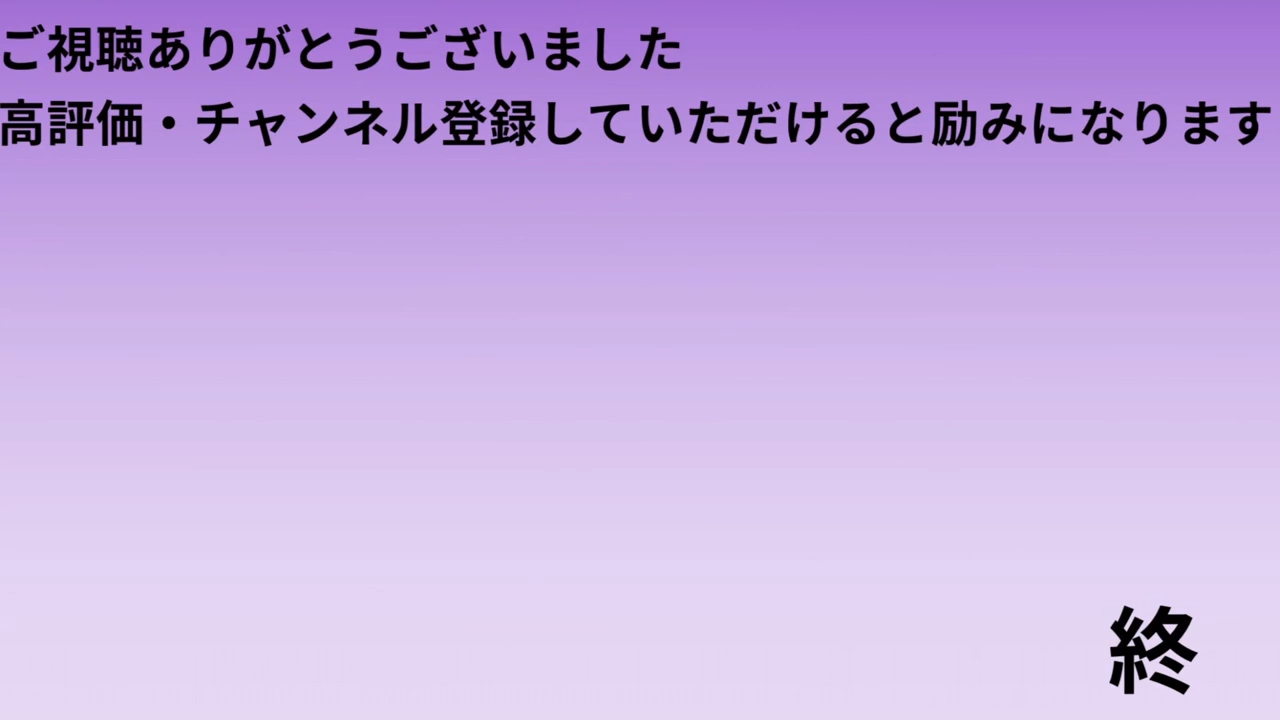 ご視聴ありがとうございました
高評価・チャンネル登録していただけると励みになります
終